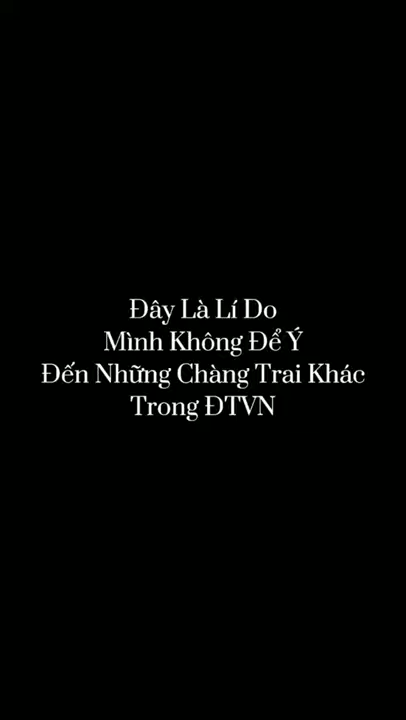 Đây Là Lí Do
Mình Không Để Ý
Đến Những Chàng Trai Khác
Trong ĐTVN